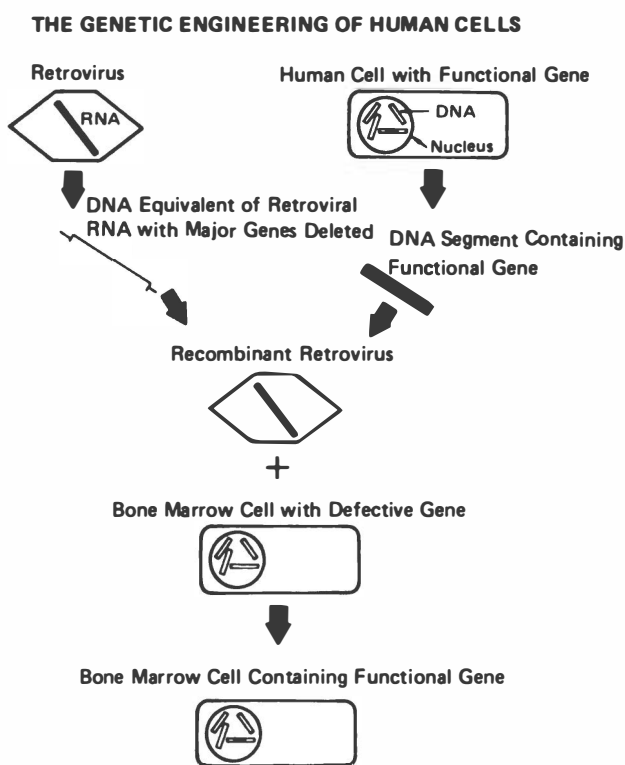 THE GENETIC ENGINEERING OF HUMAN CELLS
Retrovirus
RNA
Human Cell with Functional Gene
DNA
Nucleus
DNA Equivalent of Retroviral
RNA with Major Genes Deleted
DNA Segment Containing
Functional Gene
Recombinant Retrovirus
+
Bone Marrow Cell with Defective Gene
Bone Marrow Cell Containing Functional Gene